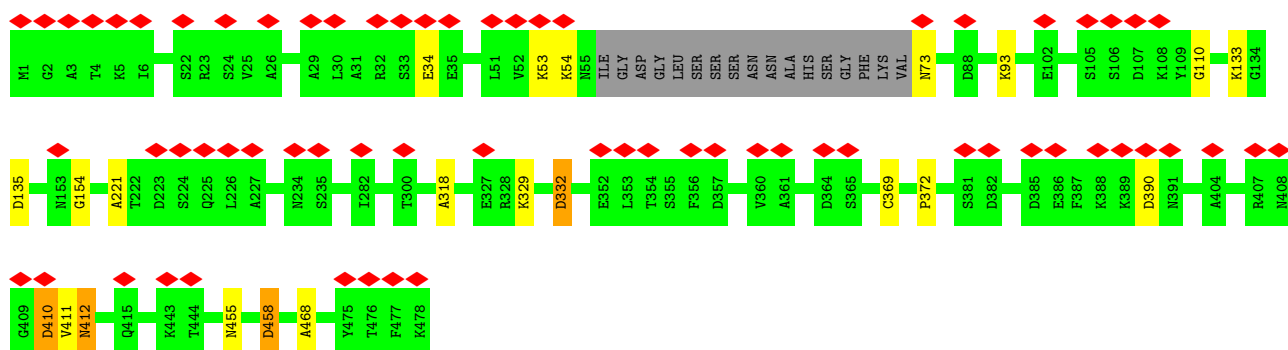 M1 G2 A3 T4 K5 I6 S22 R23 S24 V25 A26 A29 L30 A31 R32 S33 E34 E35 L51 V52 K53 K54 N55 ILE GLY ASP GLY LEU SER SER SER ASN ASN ALA HIS SER GLY PHE LYS VAL N73 D88 K93 E102 S105 S106 D107 K108 Y109 G110 K133 G134
D135 N153 G154 A221 T222 D223 S224 Q225 L226 A227 N234 S235 I282 T300 A318 E327 R328 K329 D332 E352 L353 T354 S355 F356 D357 V360 A361 D364 S365 C369 P372 S381 D382 D385 E386 F387 K388 K389 D390 N391 A404 R407 N408
G409 D410 V411 N412 Q415 K443 T444 N455 D458 A468 Y475 T476 F477 K478